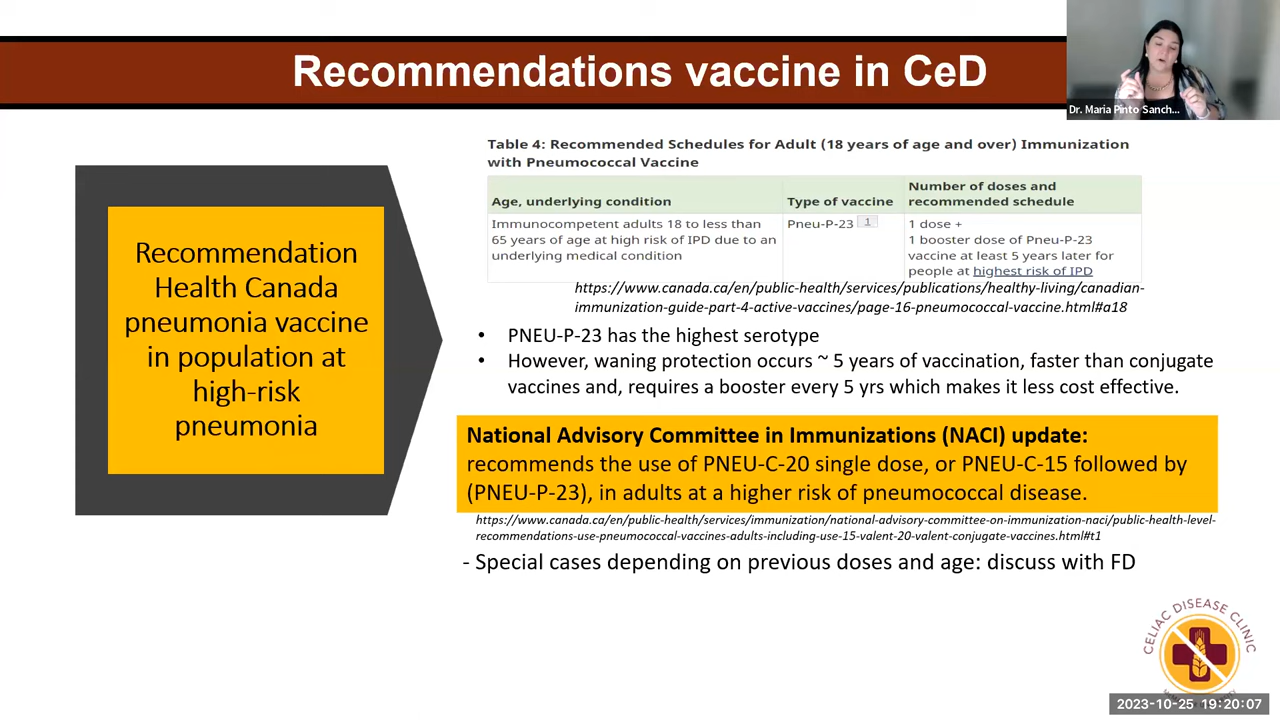 Recommendations vaccine in CeD
Dr. Maria Pinto Sanch...
Recommendation
Health Canada
pneumonia vaccine
in population at
high-risk
pneumonia
Table 4: Recommended Schedules for Adult (18 years of age and over) Immunization
with Pneumococcal Vaccine
Age, underlying condition
Type of vaccine
Number of doses and
recommended schedule
Immunocompetent adults 18 to less than
65 years of age at high risk of IPD due to an
underlying medical condition
Pneu-P-23 1
1 dose +
1 booster dose of Pneu-P-23
vaccine at least 5 years later for
people at highest risk of IPD
https://www.canada.ca/en/public-health/services/publications/healthy-living/canadian-
immunization-guide-part-4-active-vaccines/page-16-pneumococcal-vaccine.html#a18
• PNEU-P-23 has the highest serotype
• However, waning protection occurs ~ 5 years of vaccination, faster than conjugate
vaccines and, requires a booster every 5 yrs which makes it less cost effective.
National Advisory Committee in Immunizations (NACI) update:
recommends the use of PNEU-C-20 single dose, or PNEU-C-15 followed by
(PNEU-P-23), in adults at a higher risk of pneumococcal disease.
https://www.canada.ca/en/public-health/services/immunization/national-advisory-committee-on-immunization-naci/public-health-level-
recommendations-use-pneumococcal-vaccines-adults-including-use-15-valent-20-valent-conjugate-vaccines.html#t1
- Special cases depending on previous doses and age: discuss with FD
CELIAC DISEASE CLINIC
2023-10-25 19:20:07